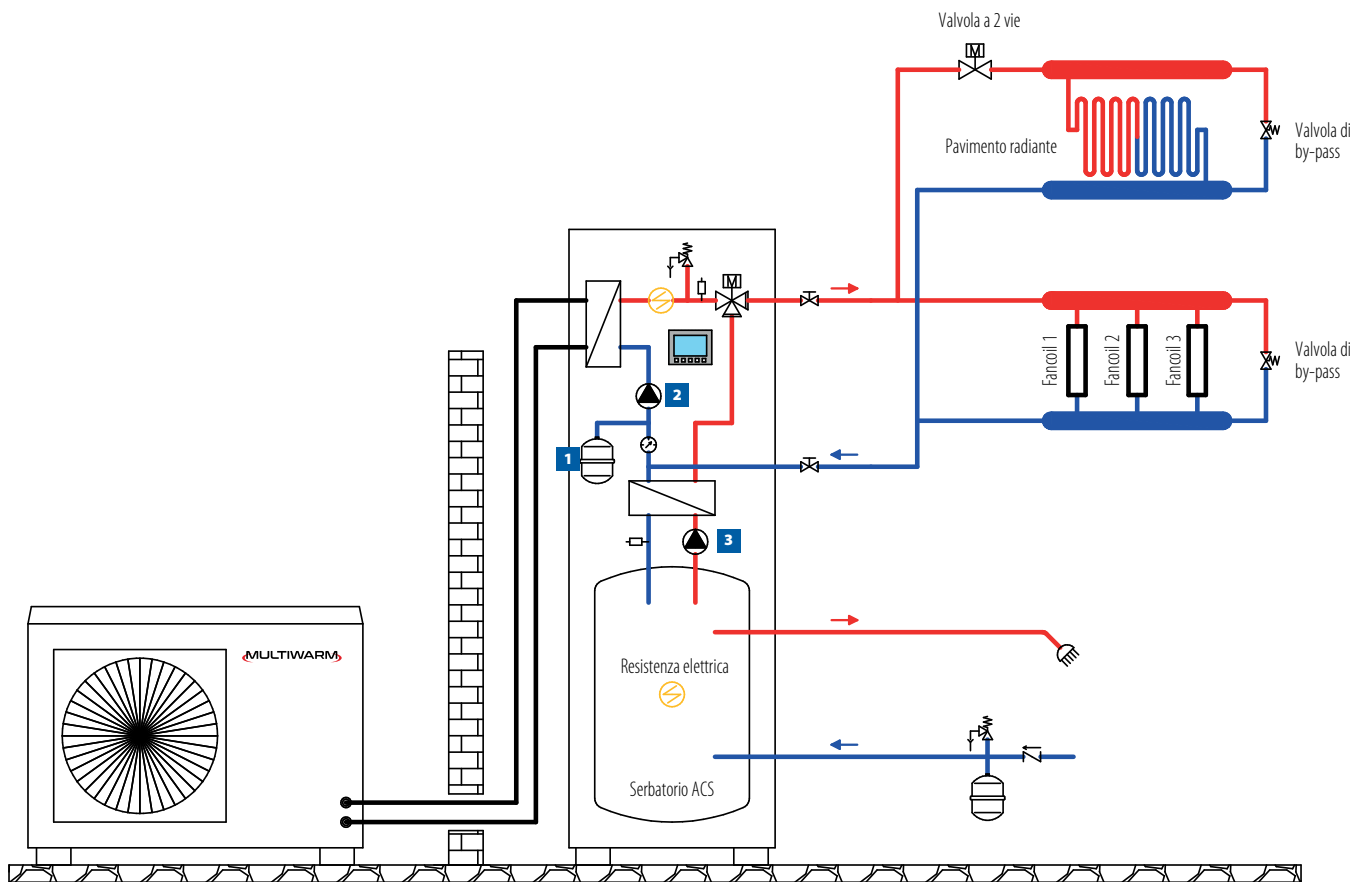 Valvola a 2 vie
M
Pavimento radiante
Valvola di
by-pass
M
Fancoil 1
Fancoil 2
Fancoil 3
Valvola di
by-pass
2
1
3
MULTIWARM
Resistenza elettrica
Serbatorio ACS